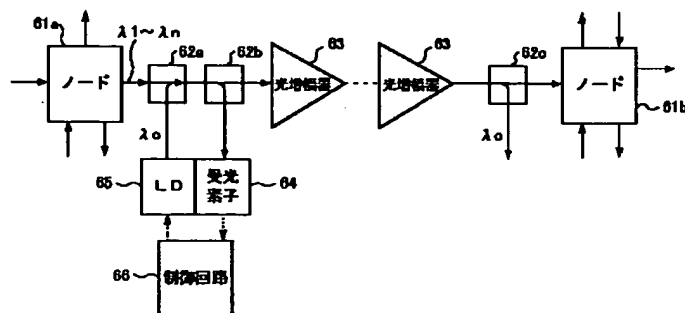 61a
λ1～λn
62a
62b
63
63
62c
ノード
光増幅器
光増幅器
ノード
61b
λo
λo
65
LD
受光
素子
64
66
制御回路